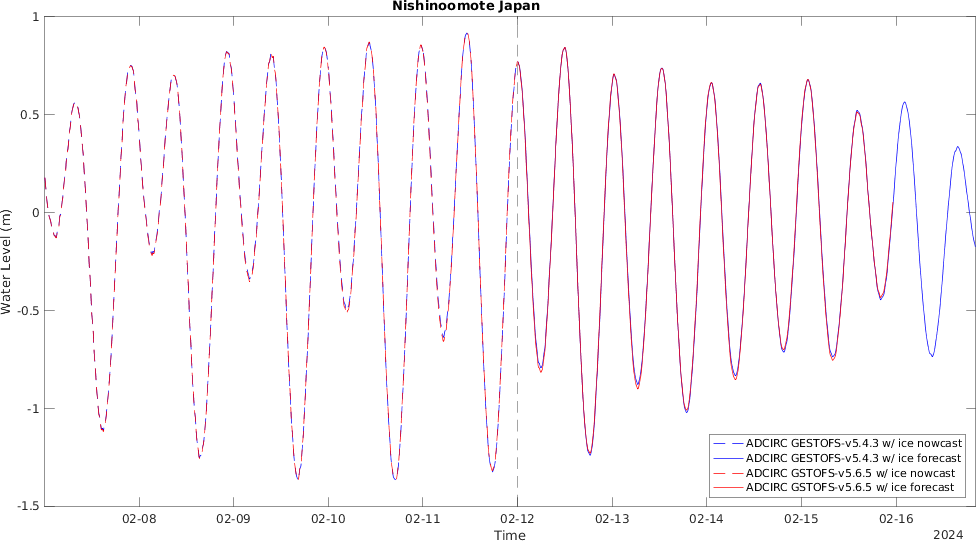 Nishinoomote Japan
1
0.5
0
-0.5
-1
-1.5
Water Level (m)
ADCIRC GESTOFS-v5.4.3 w/ ice nowcast
ADCIRC GESTOFS-v5.4.3 w/ ice forecast
ADCIRC GSTOFS-v5.6.5 w/ ice nowcast
ADCIRC GSTOFS-v5.6.5 w/ ice forecast
02-08 02-09 02-10 02-11 02-12 02-13 02-14 02-15 02-16
Time
2024